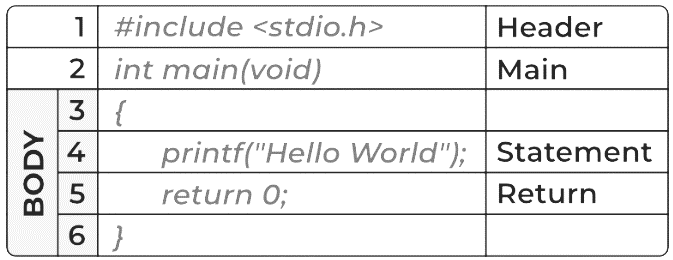 1 #include <stdio.h> Header
2 int main(void) Main
BODY
3 {
4 printf("Hello World"); Statement
5 return 0; Return
6 }